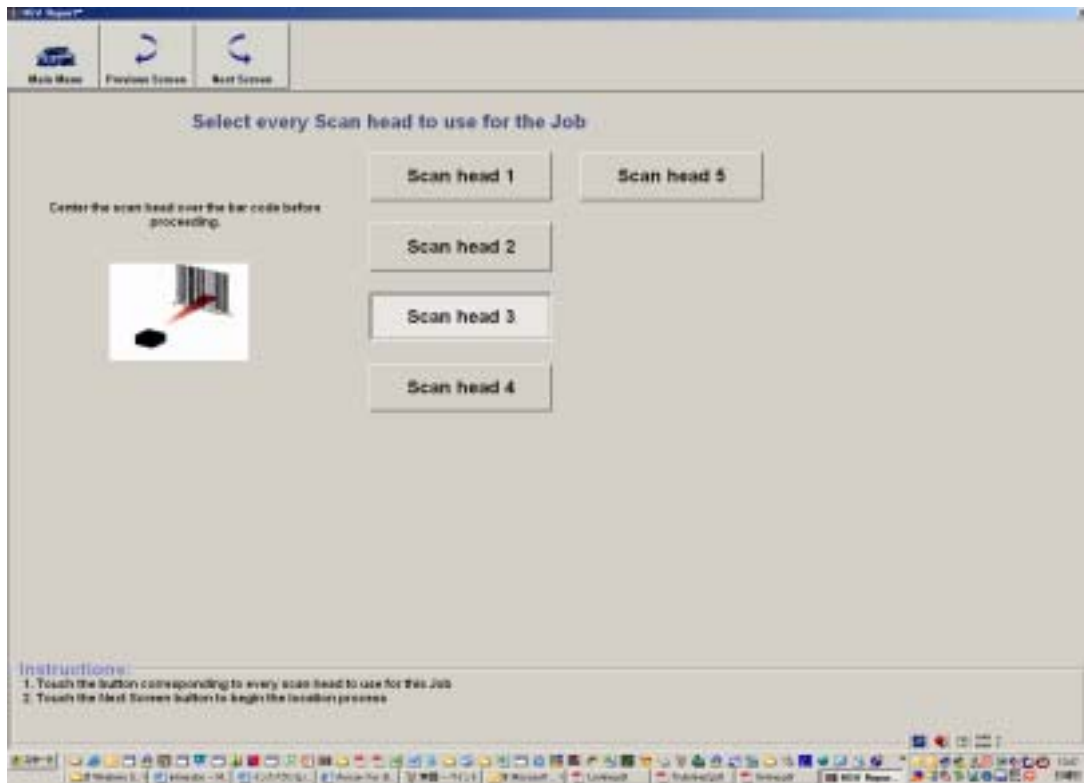 Main Menu
Previous Screen
Next Screen
Select every Scan head to use for the Job
Scan head 1
Scan head 5
Center the scan head over the bar code before
proceeding.
Scan head 2
Scan head 3
Scan head 4
Instructions:
1. Touch the button corresponding to every scan head to use for this Job
2. Touch the Next Screen button to begin the location process